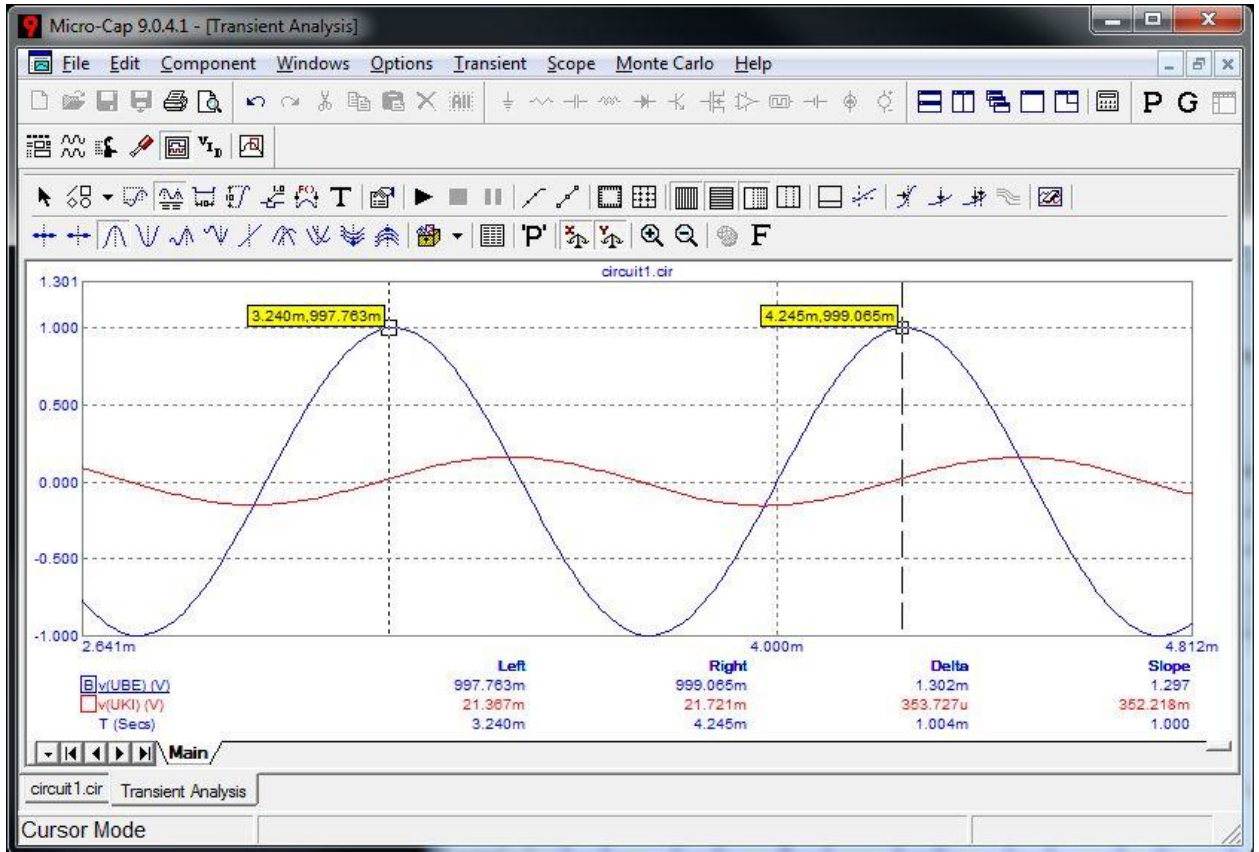 9 Micro-Cap 9.0.4.1 - [Transient Analysis]
File Edit Component Windows Options Transient Scope Monte Carlo Help
P G
T 'P' F
circuit1.cir
1.301
3.240m,997.763m 4.245m,999.065m
1.000
0.500
0.000
-0.500
-1.000
2.641m 4.000m 4.812m
Left Right Delta Slope
B v(UBE) (V) 997.763m 999.065m 1.302m 1.297
v(UKI) (V) 21.367m 21.721m 353.727u 352.218m
T (Secs) 3.240m 4.245m 1.004m 1.000
Main
circuit1.cir Transient Analysis
Cursor Mode